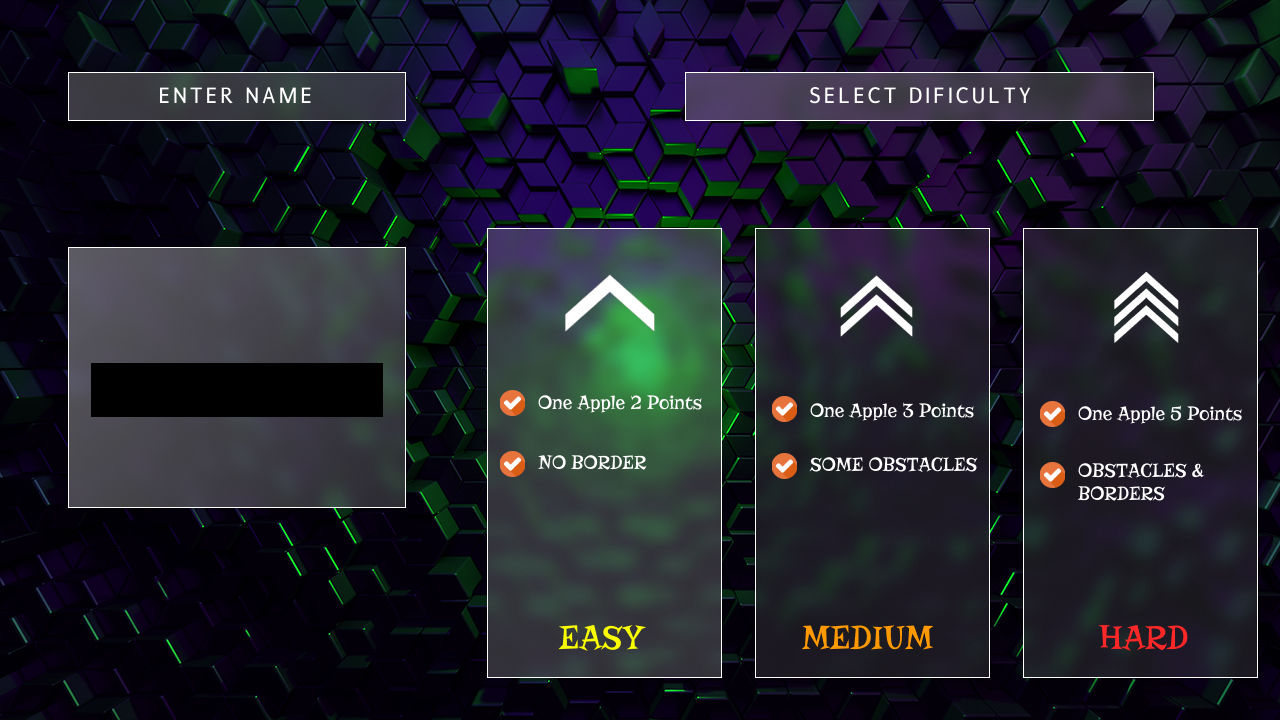 ENTER NAME
SELECT DIFICULTY
One Apple 2 Points
NO BORDER
EASY
One Apple 3 Points
SOME OBSTACLES
MEDIUM
One Apple 5 Points
OBSTACLES &
BORDERS
HARD